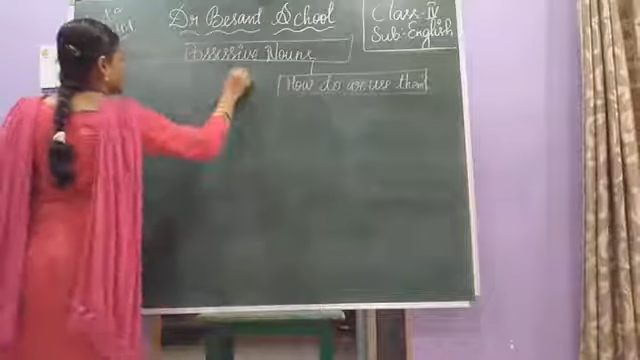 Dr Besant School
Class-IV
Sub-English
Possessive Nouns
How do we use them